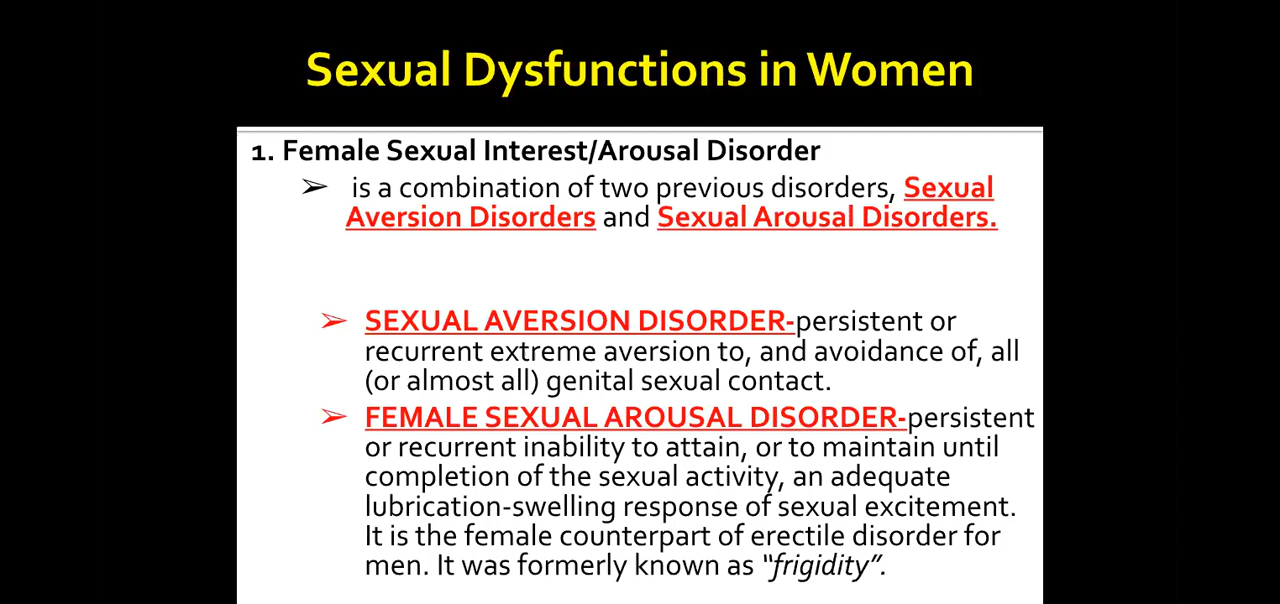 Sexual Dysfunctions in Women
1. Female Sexual Interest/Arousal Disorder
➢ is a combination of two previous disorders, Sexual
Aversion Disorders and Sexual Arousal Disorders.
➢ SEXUAL AVERSION DISORDER-persistent or
recurrent extreme aversion to, and avoidance of, all
(or almost all) genital sexual contact.
➢ FEMALE SEXUAL AROUSAL DISORDER-persistent
or recurrent inability to attain, or to maintain until
completion of the sexual activity, an adequate
lubrication-swelling response of sexual excitement.
It is the female counterpart of erectile disorder for
men. It was formerly known as “frigidity”.